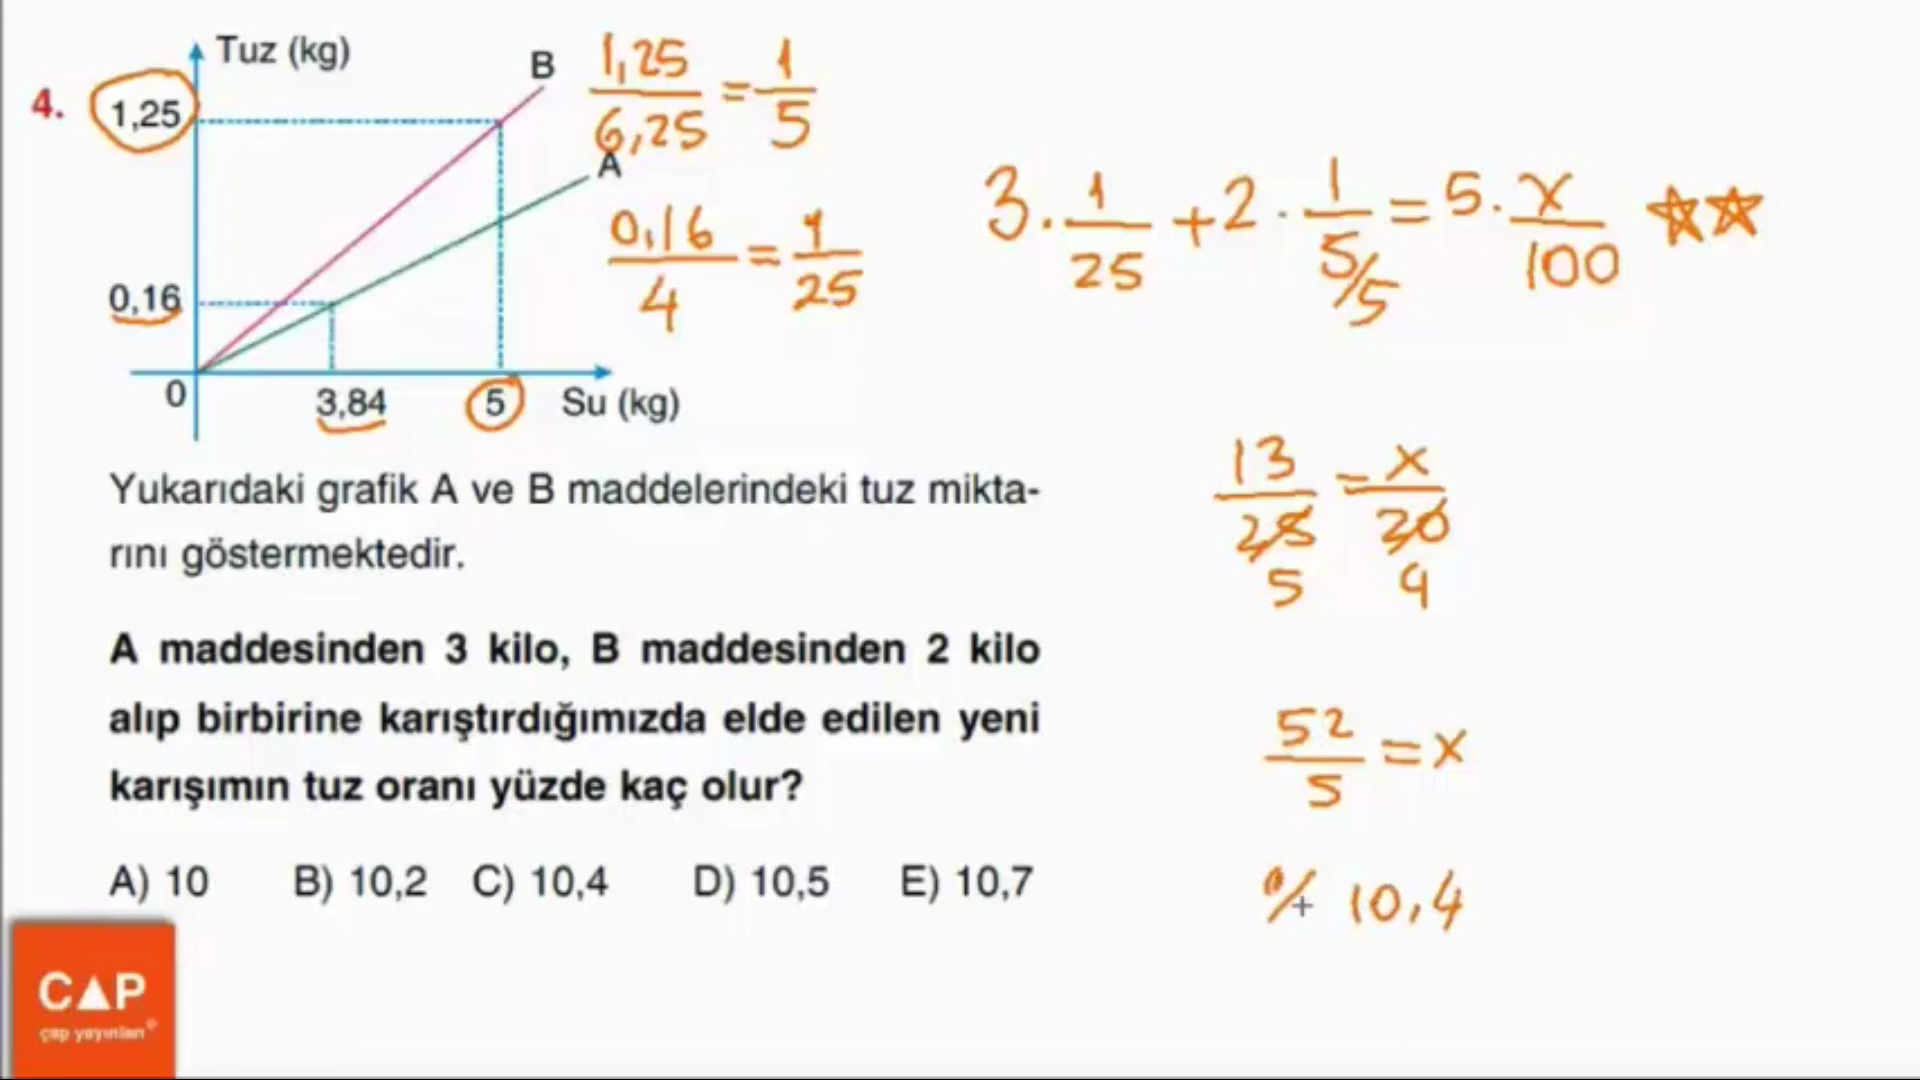 Tuz (kg)
B
4.
1,25
A
0,16
0
3,84
5
Su (kg)
1,25/6,25 = 1/5
0,16/4 = 1/25
3 . 1/25 + 2 . 1/5/5 = 5 . x/100
13/25 = x/20
5 4
52/5 = x
% 10,4
Yukarıdaki grafik A ve B maddelerindeki tuz mikta-
rını göstermektedir.
A maddesinden 3 kilo, B maddesinden 2 kilo
alıp birbirine karıştırdığımızda elde edilen yeni
karışımın tuz oranı yüzde kaç olur?
A) 10 B) 10,2 C) 10,4 D) 10,5 E) 10,7
CAP
çap yayınları